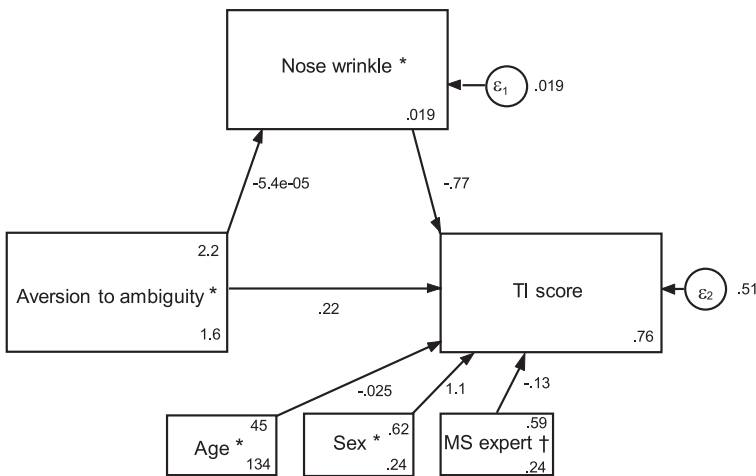 Nose wrinkle *
.019
ε1
.019
-5.4e-05
-.77
2.2
Aversion to ambiguity *
1.6
.22
TI score
.76
ε2
.51
-.025
1.1
-.13
45
Age *
134
.62
Sex *
.24
.59
MS expert †
.24